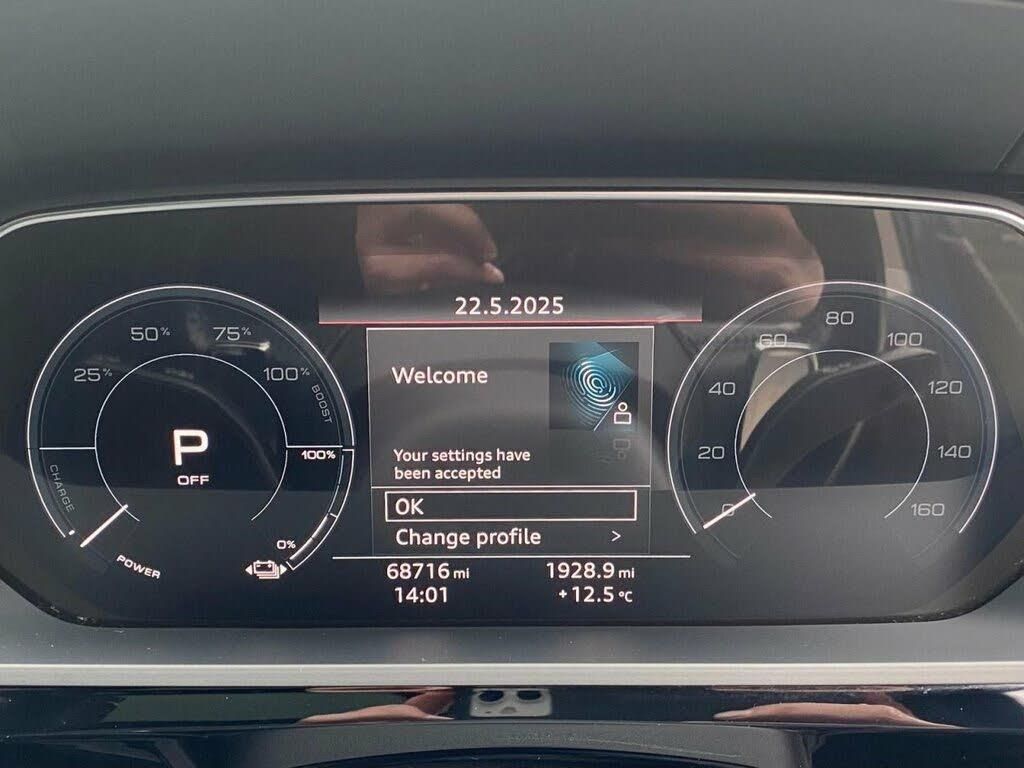 22.5.2025
50%
75%
25%
100%
BOOST
P
OFF
100%
CHARGE
0%
POWER
Welcome
Your settings have
been accepted
OK
Change profile >
68716 mi
1928.9 mi
14:01
+12.5 °C
0
20
40
60
80
100
120
140
160